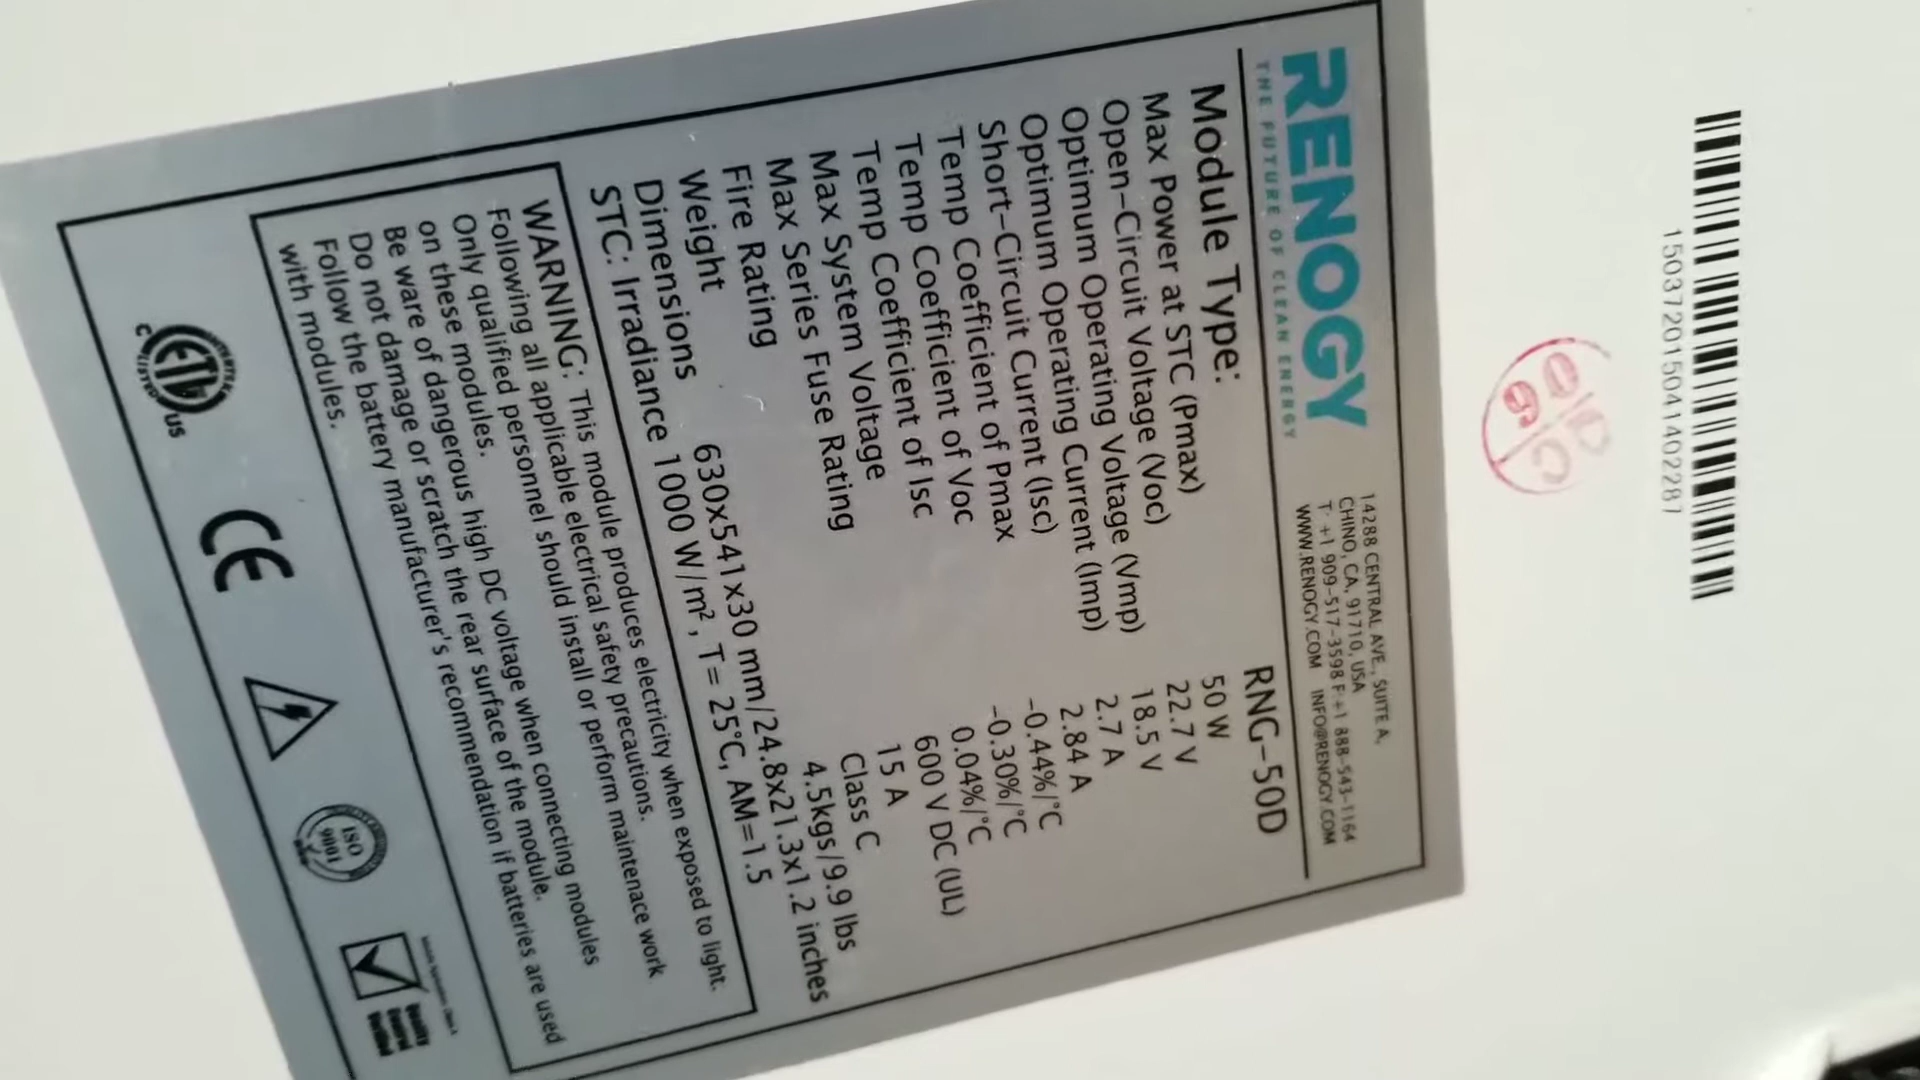 RENOGY
THE FUTURE OF CLEAN ENERGY
14288 CENTRAL AVE., SUITE A,
CHINO, CA, 91710, USA
T: +1 909-517-3598 F:+1 888-543-1164
WWW.RENOGY.COM INFO@RENOGY.COM
Module Type: RNG-50D
Max Power at STC (Pmax) 50 W
Open-Circuit Voltage (Voc) 22.7 V
Optimum Operating Voltage (Vmp) 18.5 V
Optimum Operating Current (Imp) 2.7 A
Short-Circuit Current (Isc) 2.84 A
Temp Coefficient of Pmax -0.44%/°C
Temp Coefficient of Voc -0.30%/°C
Temp Coefficient of Isc 0.04%/°C
Max System Voltage 600 V DC (UL)
Max Series Fuse Rating 15 A
Fire Rating Class C
Weight 4.5kgs/9.9 lbs
Dimensions 630x541x30 mm/24.8x21.3x1.2 inches
STC: Irradiance 1000 W/m², T= 25°C, AM=1.5
WARNING: This module produces electricity when exposed to light.
Following all applicable electrical safety precautions.
Only qualified personnel should install or perform maintenace work
on these modules.
Be ware of dangerous high DC voltage when connecting modules
Do not damage or scratch the rear surface of the module.
Follow the battery manufacturer's recommendation if batteries are used
with modules.
C ETL US
LISTED
CE
ISO
9001
Quality
Control
Verified
1503720150414022​81